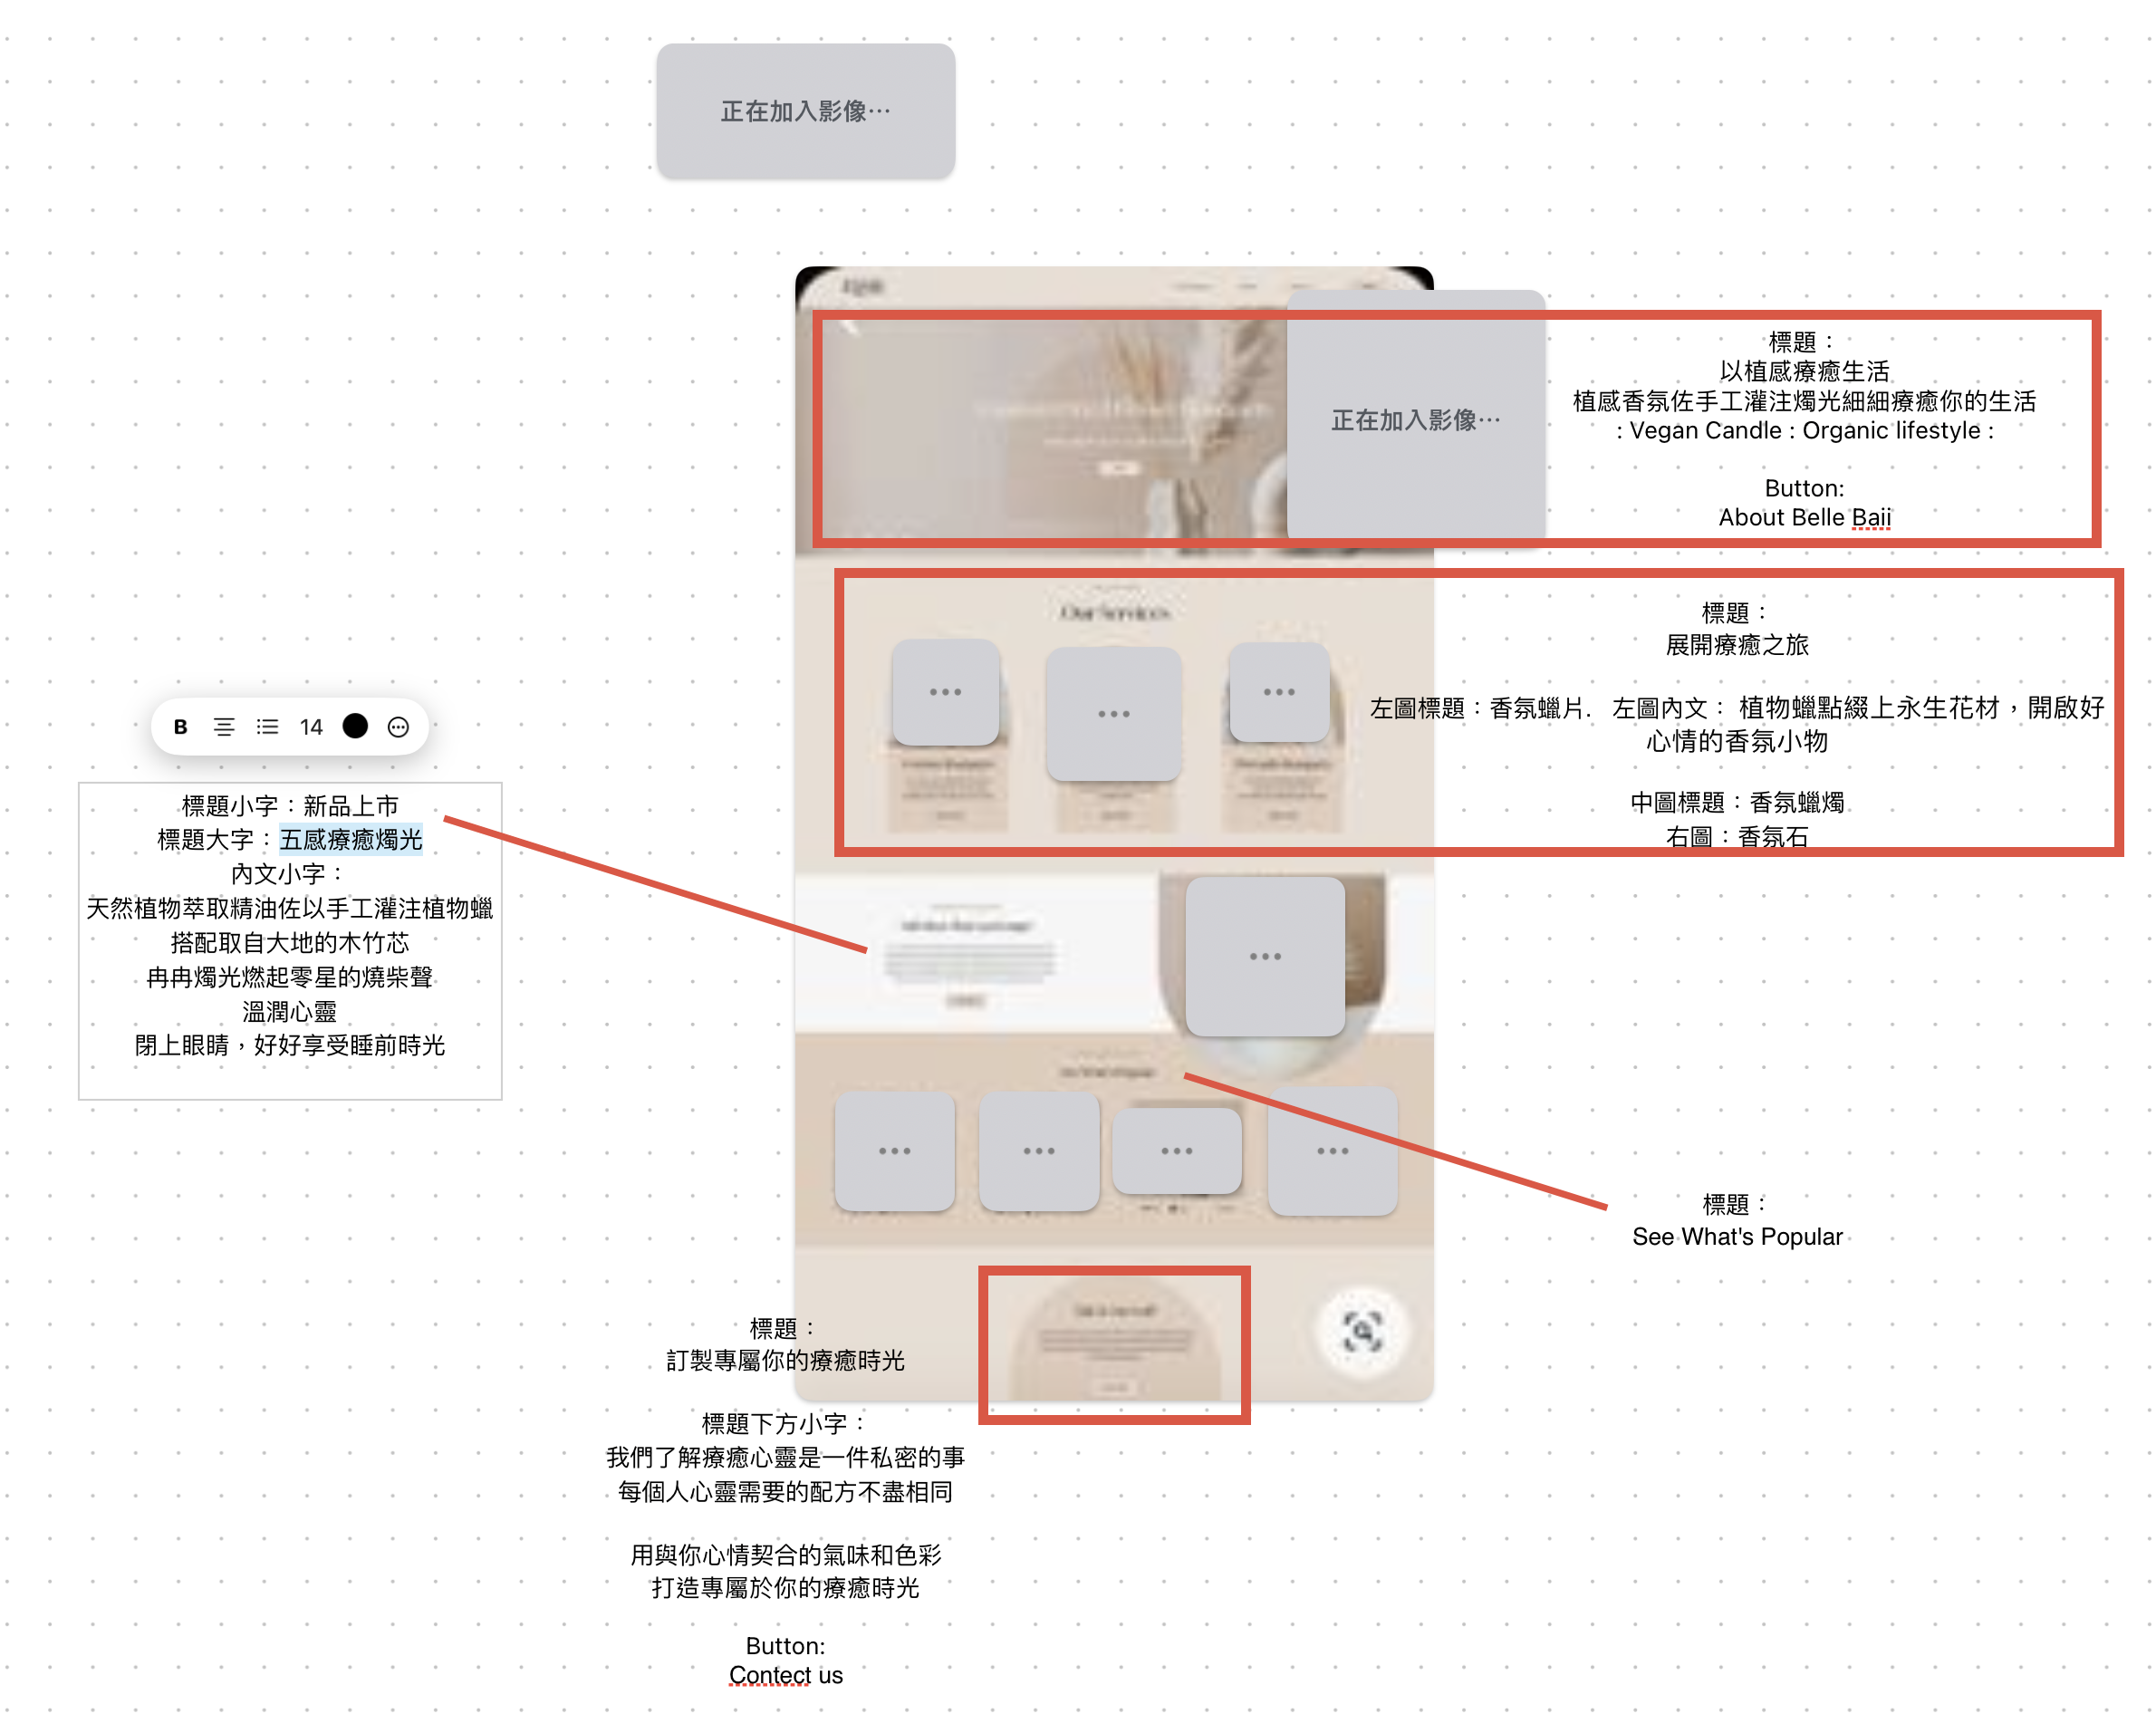 正在加入影像…
正在加入影像…
標題：
以植感療癒生活
植感香氛佐手工灌注燭光細細療癒你的生活
: Vegan Candle : Organic lifestyle :
Button:
About Belle Baii
Our Services
標題：
展開療癒之旅
左圖標題：香氛蠟片. 左圖內文： 植物蠟點綴上永生花材，開啟好
心情的香氛小物
中圖標題：香氛蠟燭
右圖：香氛石
B
14
標題小字：新品上市
標題大字：五感療癒燭光
內文小字：
天然植物萃取精油佐以手工灌注植物蠟
搭配取自大地的木竹芯
冉冉燭光燃起零星的燒柴聲
溫潤心靈
閉上眼睛，好好享受睡前時光
標題：
See What's Popular
標題：
訂製專屬你的療癒時光
標題下方小字：
我們了解療癒心靈是一件私密的事
每個人心靈需要的配方不盡相同
用與你心情契合的氣味和色彩
打造專屬於你的療癒時光
Button:
Contect us